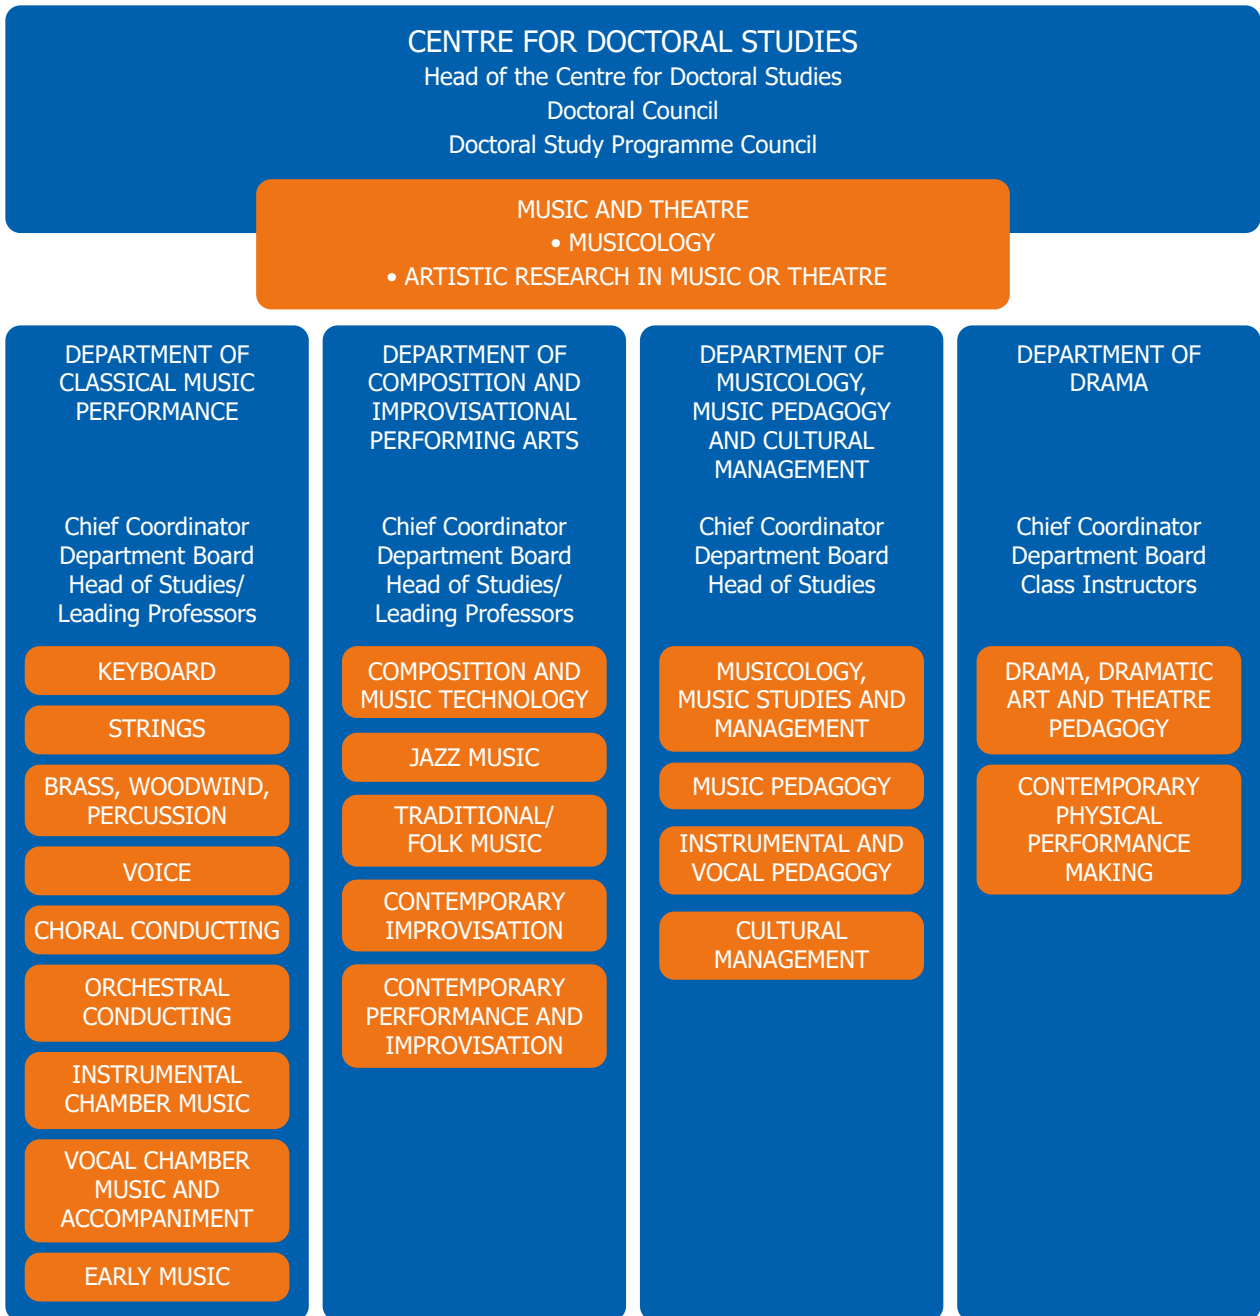 CENTRE FOR DOCTORAL STUDIES
Head of the Centre for Doctoral Studies
Doctoral Council
Doctoral Study Programme Council
MUSIC AND THEATRE
• MUSICOLOGY
• ARTISTIC RESEARCH IN MUSIC OR THEATRE
DEPARTMENT OF
CLASSICAL MUSIC
PERFORMANCE
Chief Coordinator
Department Board
Head of Studies/
Leading Professors
KEYBOARD
STRINGS
BRASS, WOODWIND,
PERCUSSION
VOICE
CHORAL CONDUCTING
ORCHESTRAL
CONDUCTING
INSTRUMENTAL
CHAMBER MUSIC
VOCAL CHAMBER
MUSIC AND
ACCOMPANIMENT
EARLY MUSIC
DEPARTMENT OF
COMPOSITION AND
IMPROVISATIONAL
PERFORMING ARTS
Chief Coordinator
Department Board
Head of Studies/
Leading Professors
COMPOSITION AND
MUSIC TECHNOLOGY
JAZZ MUSIC
TRADITIONAL/
FOLK MUSIC
CONTEMPORARY
IMPROVISATION
CONTEMPORARY
PERFORMANCE AND
IMPROVISATION
DEPARTMENT OF
MUSICOLOGY,
MUSIC PEDAGOGY
AND CULTURAL
MANAGEMENT
Chief Coordinator
Department Board
Head of Studies
MUSICOLOGY,
MUSIC STUDIES AND
MANAGEMENT
MUSIC PEDAGOGY
INSTRUMENTAL AND
VOCAL PEDAGOGY
CULTURAL
MANAGEMENT
DEPARTMENT OF
DRAMA
Chief Coordinator
Department Board
Class Instructors
DRAMA, DRAMATIC
ART AND THEATRE
PEDAGOGY
CONTEMPORARY
PHYSICAL
PERFORMANCE
MAKING